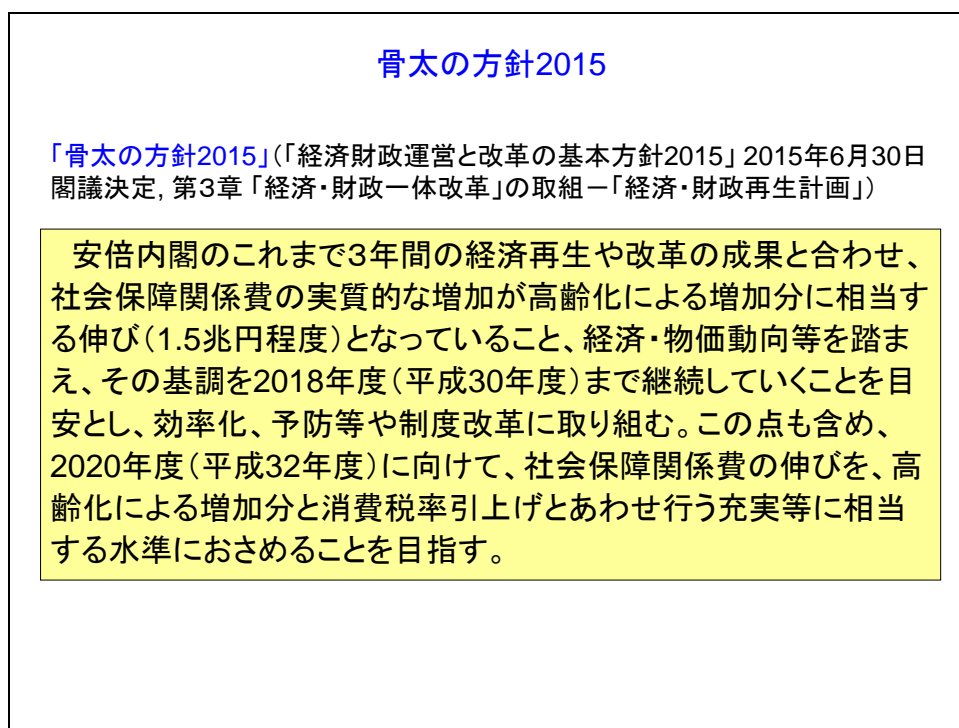 骨太の方針2015
「骨太の方針2015」（「経済財政運営と改革の基本方針2015」 2015年6月30日
閣議決定, 第3章 「経済・財政一体改革」の取組－「経済・財政再生計画」）
安倍内閣のこれまで3年間の経済再生や改革の成果と合わせ、
社会保障関係費の実質的な増加が高齢化による増加分に相当す
る伸び（1.5兆円程度）となっていること、経済・物価動向等を踏ま
え、その基調を2018年度（平成30年度）まで継続していくことを目
安とし、効率化、予防等や制度改革に取り組む。この点も含め、
2020年度（平成32年度）に向けて、社会保障関係費の伸びを、高
齢化による増加分と消費税率引上げとあわせ行う充実等に相当
する水準におさめることを目指す。